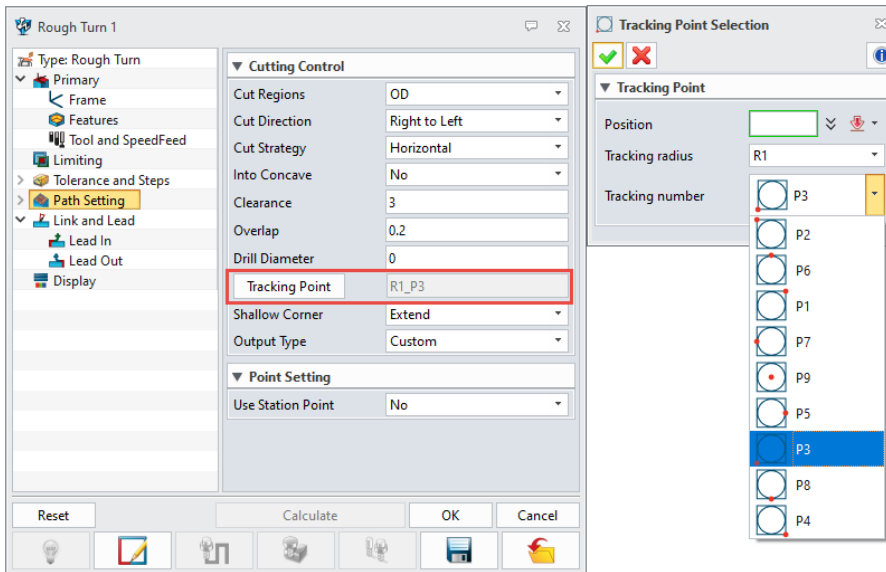 Rough Turn 1
Type: Rough Turn
Primary
Frame
Features
Tool and SpeedFeed
Limiting
Tolerance and Steps
Path Setting
Link and Lead
Lead In
Lead Out
Display
Cutting Control
Cut Regions OD
Cut Direction Right to Left
Cut Strategy Horizontal
Into Concave No
Clearance 3
Overlap 0.2
Drill Diameter 0
Tracking Point R1_P3
Shallow Corner Extend
Output Type Custom
Point Setting
Use Station Point No
Reset Calculate OK Cancel
Tracking Point Selection
Tracking Point
Position
Tracking radius R1
Tracking number P3
P2
P6
P1
P7
P9
P5
P3
P8
P4